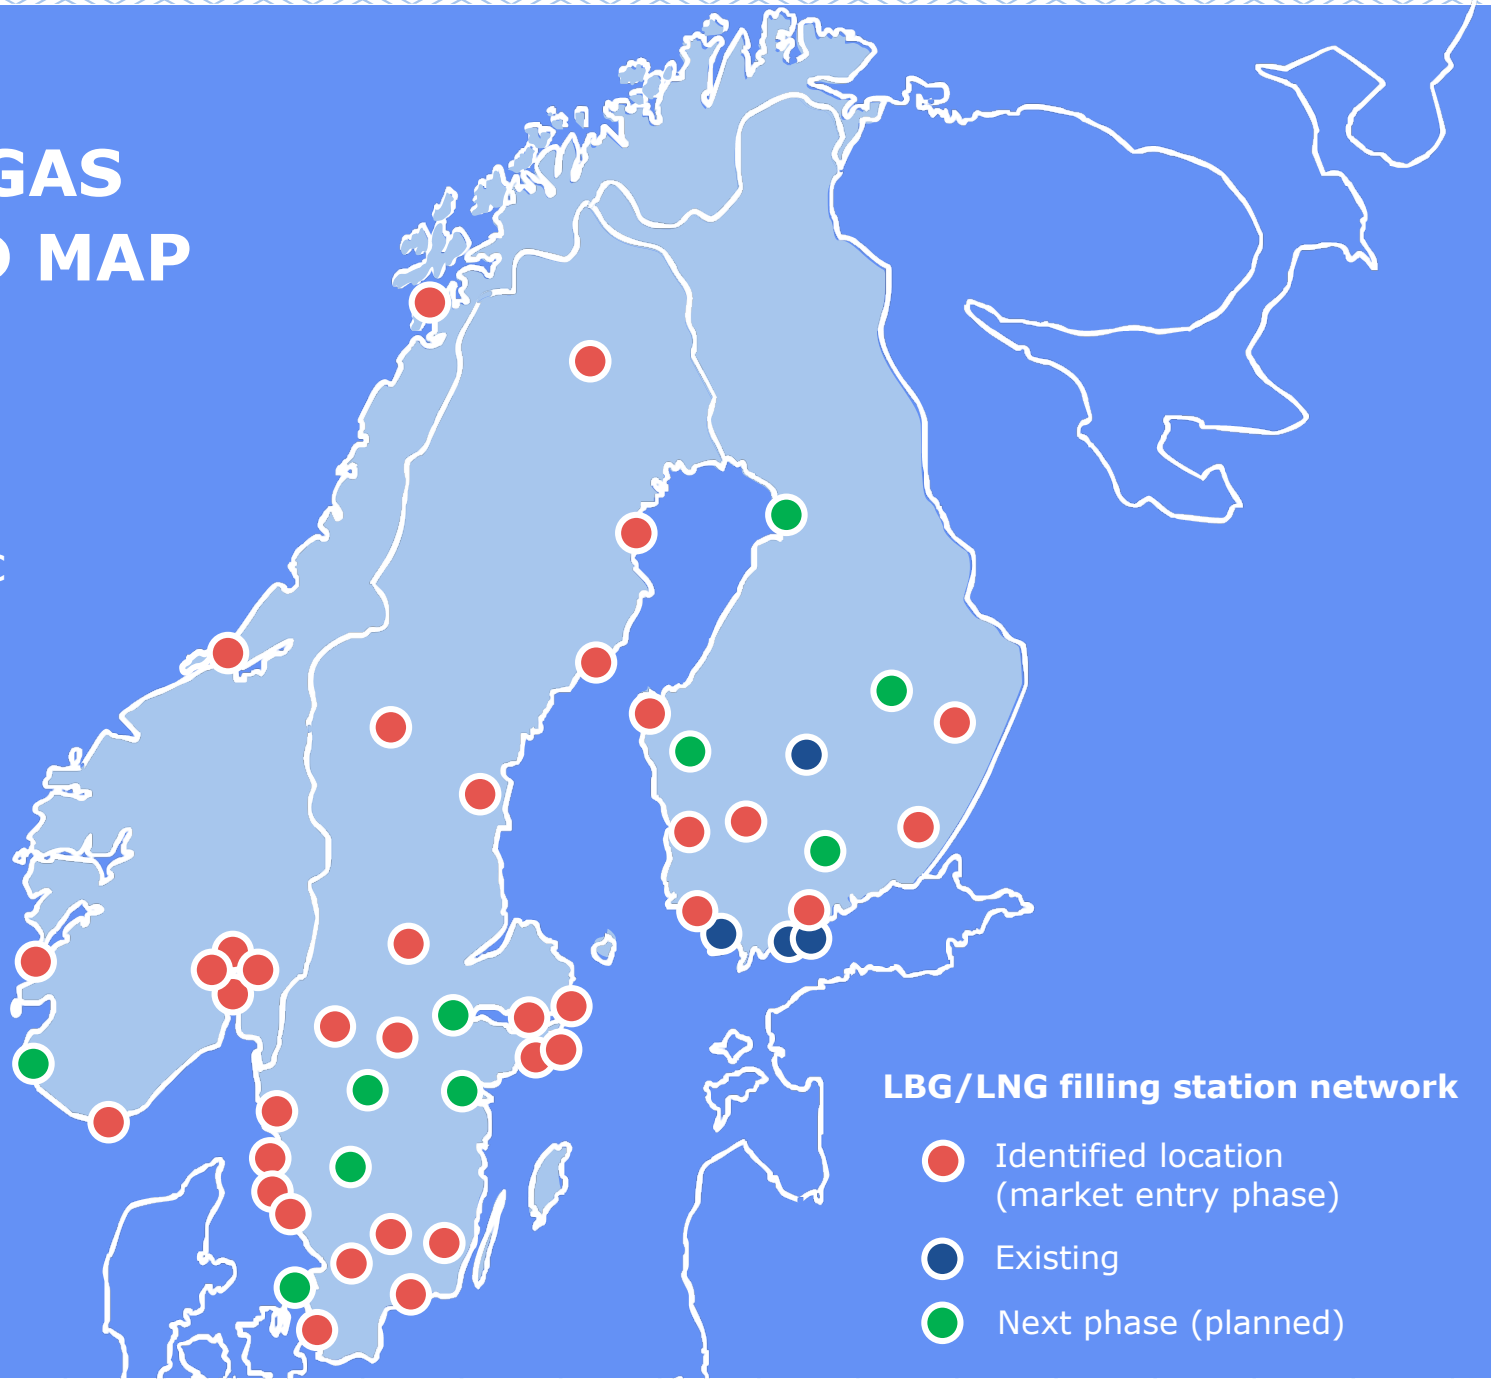 GAS
MAP
LBG/LNG filling station network
Identified location
(market entry phase)
Existing
Next phase (planned)